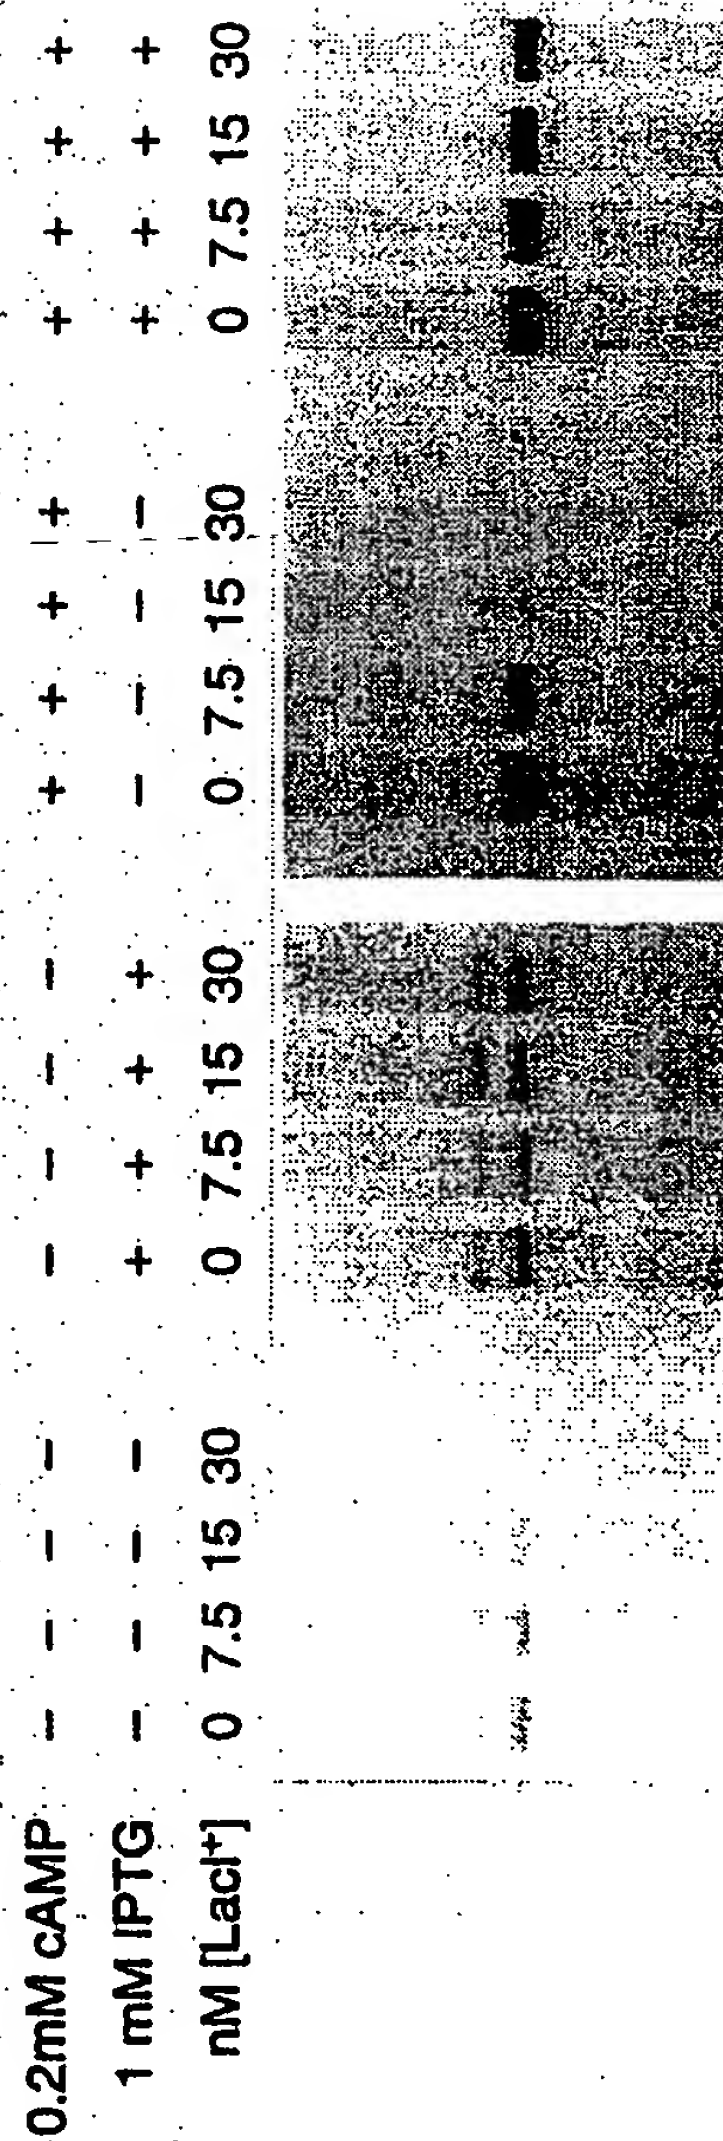 0.2mM cAMP − − − − − − − − + + + + + + + +
1 mM IPTG − − − − + + + + − − − − + + + +
nM [LacI⁺] 0 7.5 15 30 0 7.5 15 30 0 7.5 15 30 0 7.5 15 30